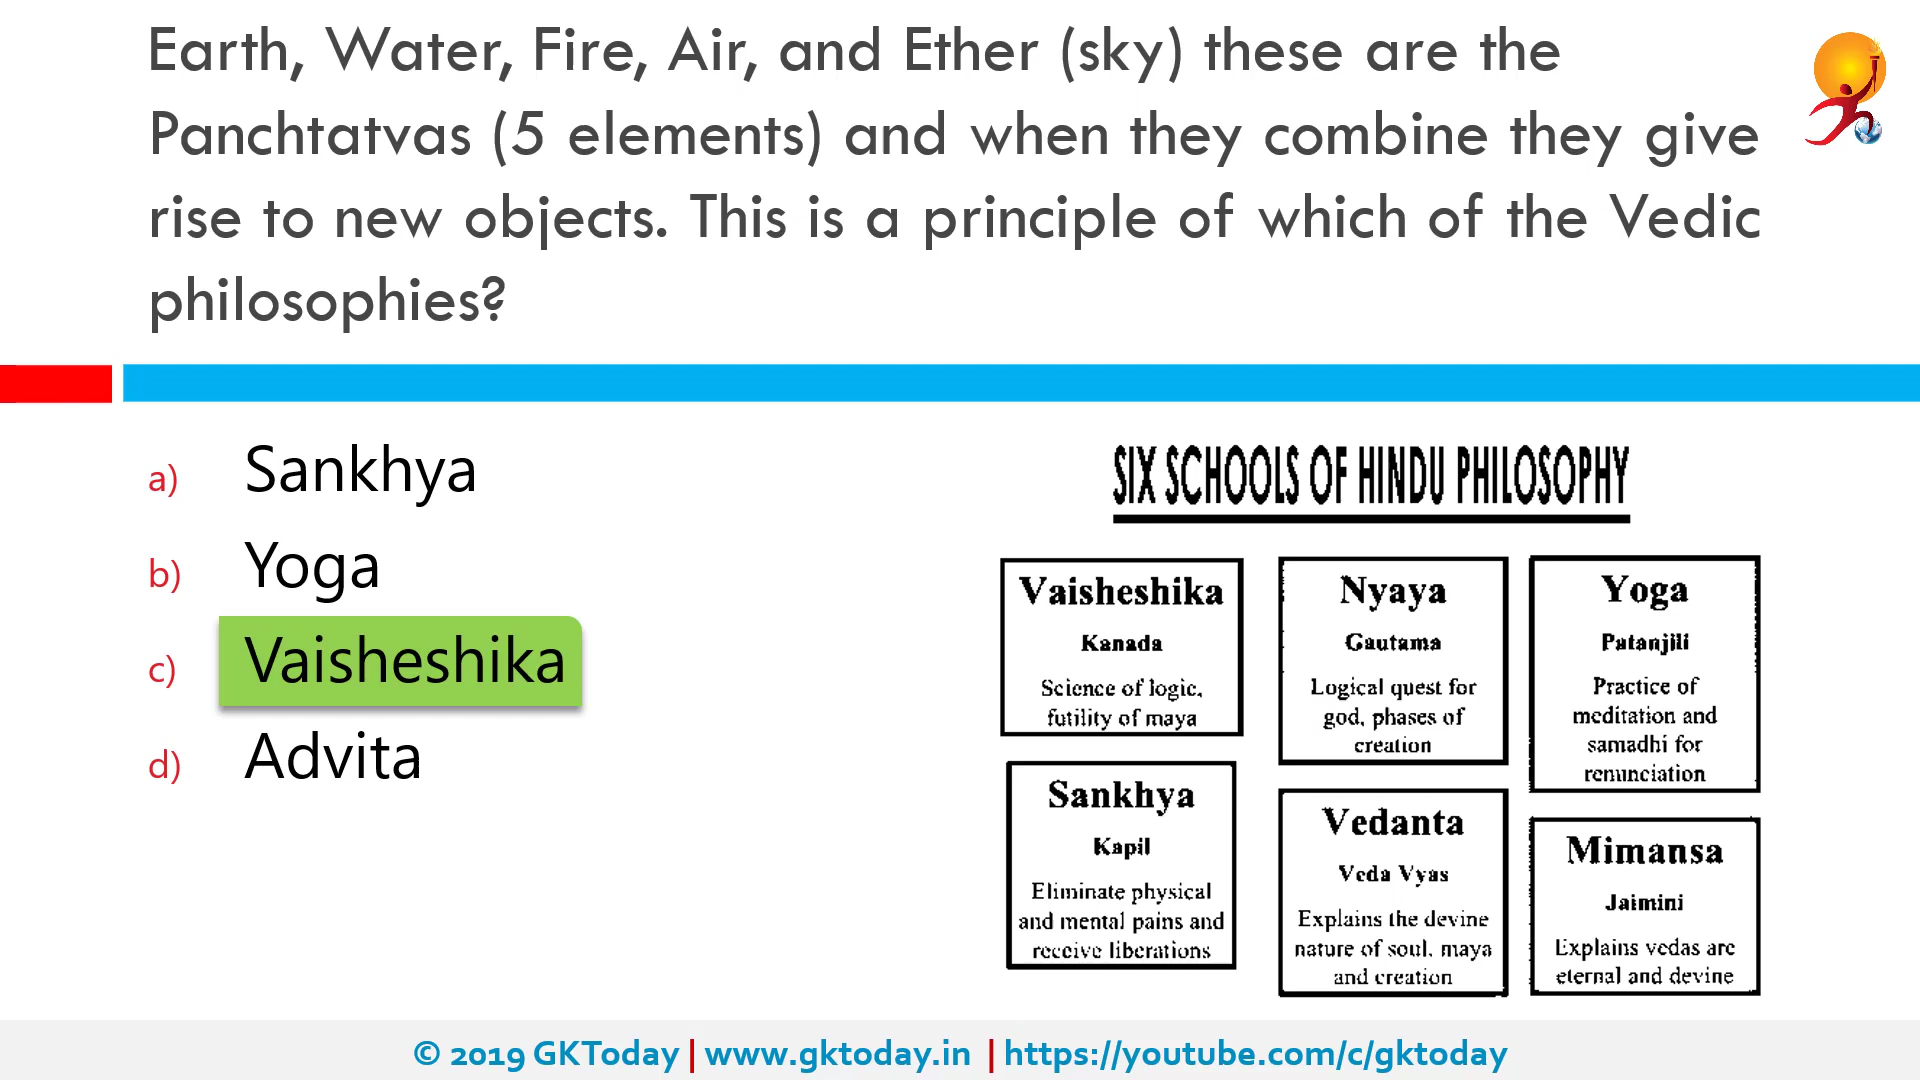 Earth, Water, Fire, Air, and Ether (sky) these are the
Panchtatvas (5 elements) and when they combine they give
rise to new objects. This is a principle of which of the Vedic
philosophies?
a) Sankhya
b) Yoga
c) Vaisheshika
d) Advita
SIX SCHOOLS OF HINDU PHILOSOPHY
Vaisheshika
Kanada
Science of logic,
futility of maya
Nyaya
Gautama
Logical quest for
god, phases of
creation
Yoga
Patanjili
Practice of
meditation and
samadhi for
renunciation
Sankhya
Kapil
Eliminate physical
and mental pains and
receive liberations
Vedanta
Veda Vyas
Explains the devine
nature of soul, maya
and creation
Mimansa
Jaimini
Explains vedas are
eternal and devine
© 2019 GKToday | www.gktoday.in | https://youtube.com/c/gktoday